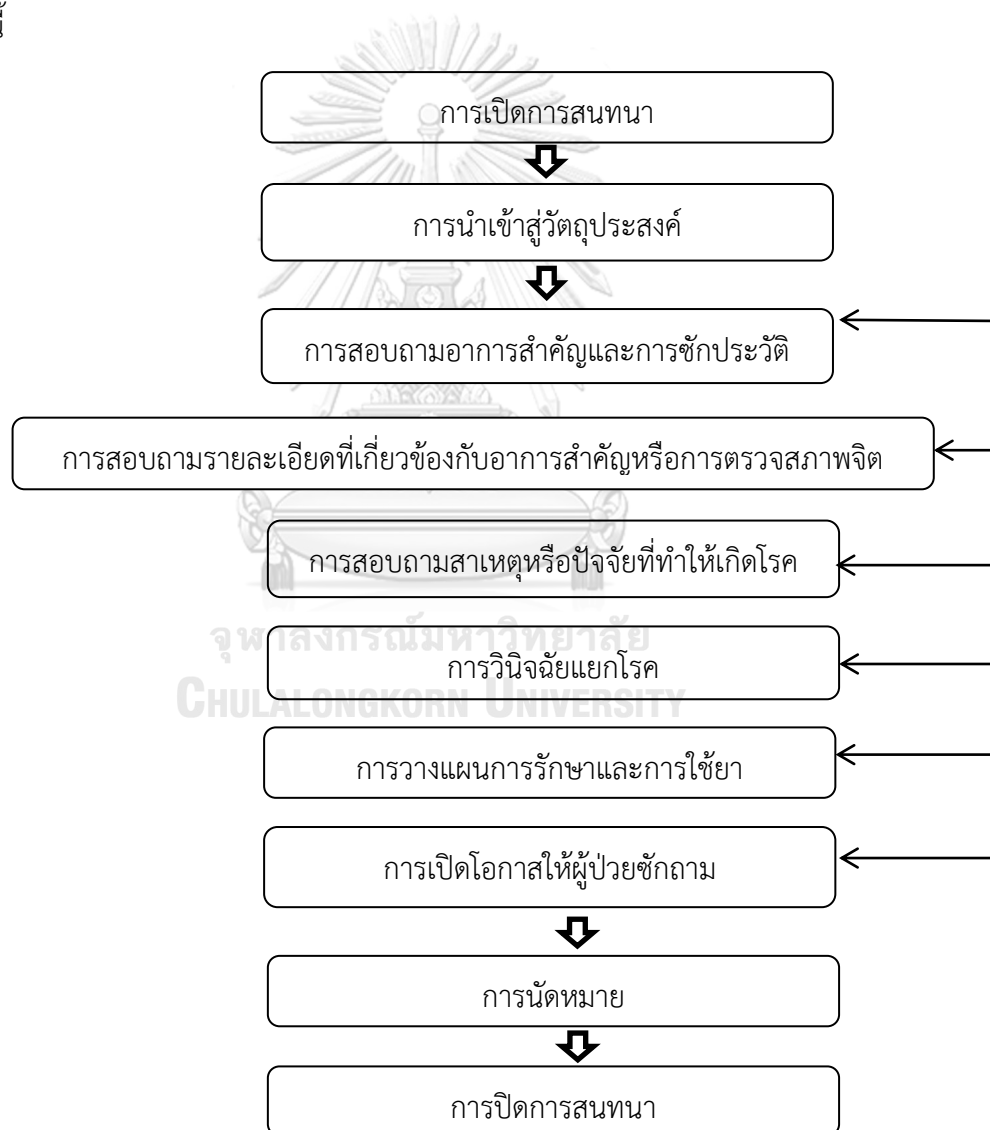 การเปิดการสนทนา
การนำเข้าสู่วัตถุประสงค์
การสอบถามอาการสำคัญและการซักประวัติ
การสอบถามรายละเอียดที่เกี่ยวข้องกับอาการสำคัญหรือการตรวจสภาพจิต
การสอบถามสาเหตุหรือปัจจัยที่ทำให้เกิดโรค
จุฬาลงกรณ์มหาวิทยาลัย
การวินิจฉัยแยกโรค
CHULALONGKORN UNIVERSITY
การวางแผนการรักษาและการใช้ยา
การเปิดโอกาสให้ผู้ป่วยซักถาม
การนัดหมาย
การปิดการสนทนา